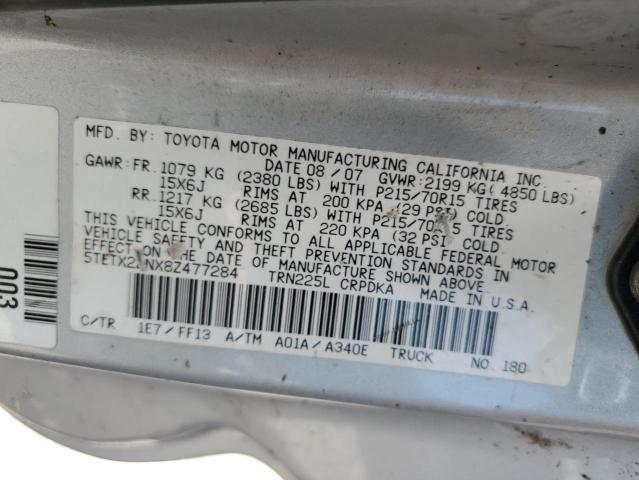 MFD. BY: TOYOTA MOTOR MANUFACTURING CALIFORNIA INC.
DATE 08/07 GVWR: 2199 KG( 4850 LBS)
GAWR: FR. 1079 KG (2380 LBS) WITH P215/70R15 TIRES
15X6J RIMS AT 200 KPA (29 PSI) COLD.
RR. 1217 KG (2685 LBS) WITH P215/70R15 TIRES
15X6J RIMS AT 220 KPA (32 PSI COLD.
THIS VEHICLE CONFORMS TO ALL APPLICABLE FEDERAL MOTOR
VEHICLE SAFETY AND THEFT PREVENTION STANDARDS IN
EFFECT ON THE DATE OF MANUFACTURE SHOWN ABOVE.
TRN225L CRPDKA MADE IN U.S.A.
C/TR 1E7/FF13 A/TM A01A/A340E TRUCK NO. 180
003